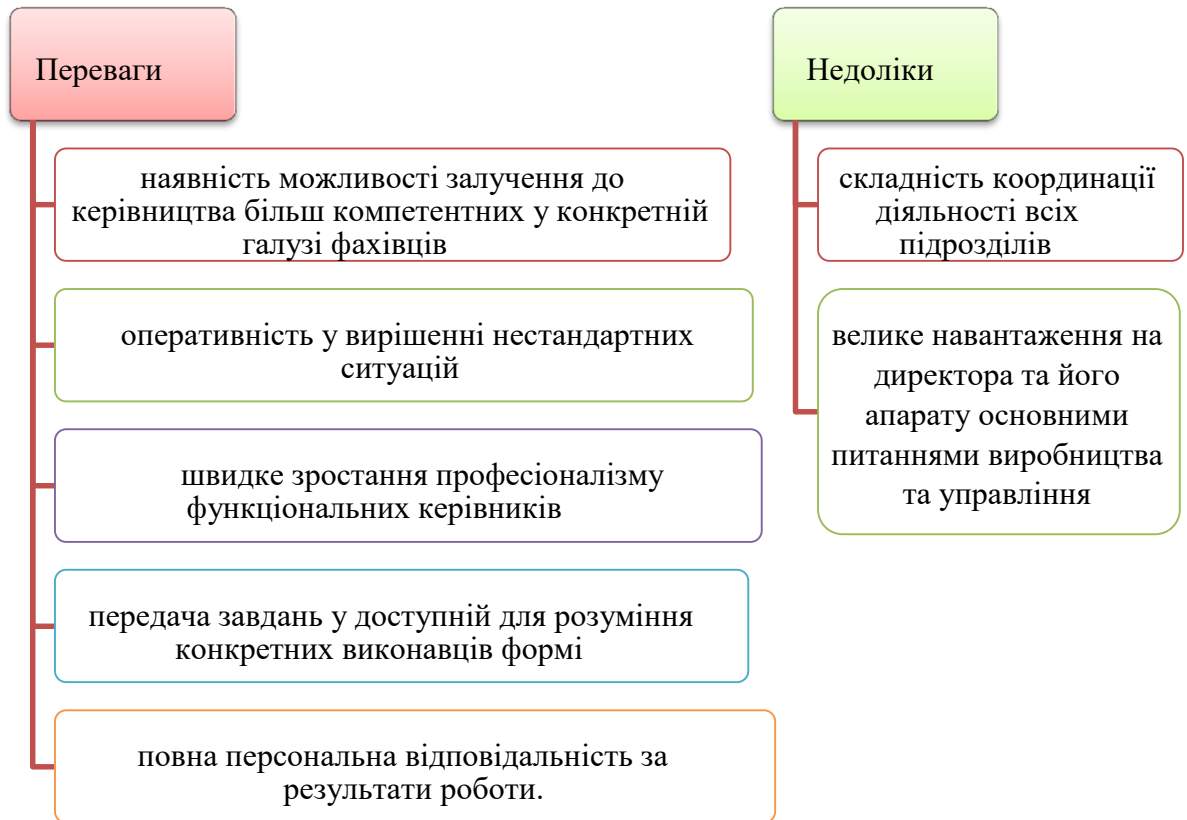 Переваги
наявність можливості залучення до
керівництва більш компетентних у конкретній
галузі фахівців
оперативність у вирішенні нестандартних
ситуацій
швидке зростання професіоналізму
функціональних керівників
передача завдань у доступній для розуміння
конкретних виконавців формі
повна персональна відповідальність за
результати роботи.
Недоліки
складність координації
діяльності всіх
підрозділів
велике навантаження на
директора та його
апарату основними
питаннями виробництва
та управління